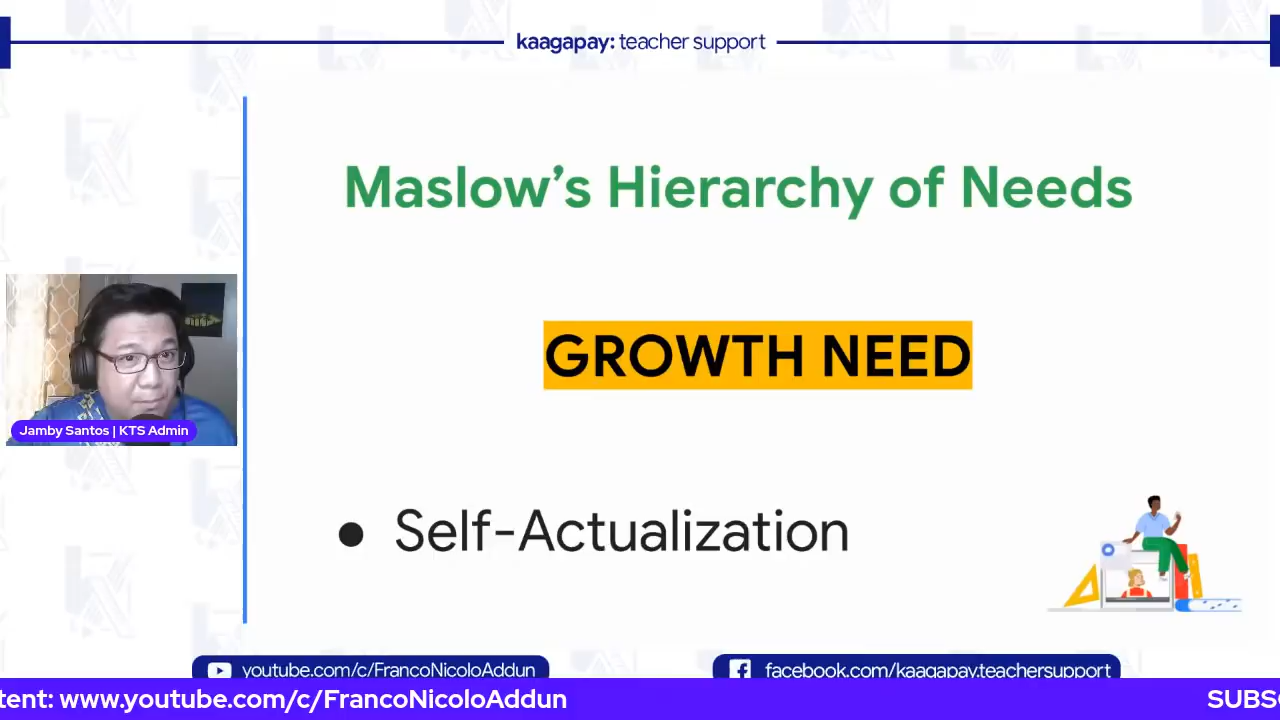 kaagapay: teacher support
Maslow's Hierarchy of Needs
GROWTH NEED
● Self-Actualization
Jamby Santos | KTS Admin
youtube.com/c/FrancoNicoloAddun
facebook.com/kaagapay.teachersupport
tent: www.youtube.com/c/FrancoNicoloAddun
SUBSC